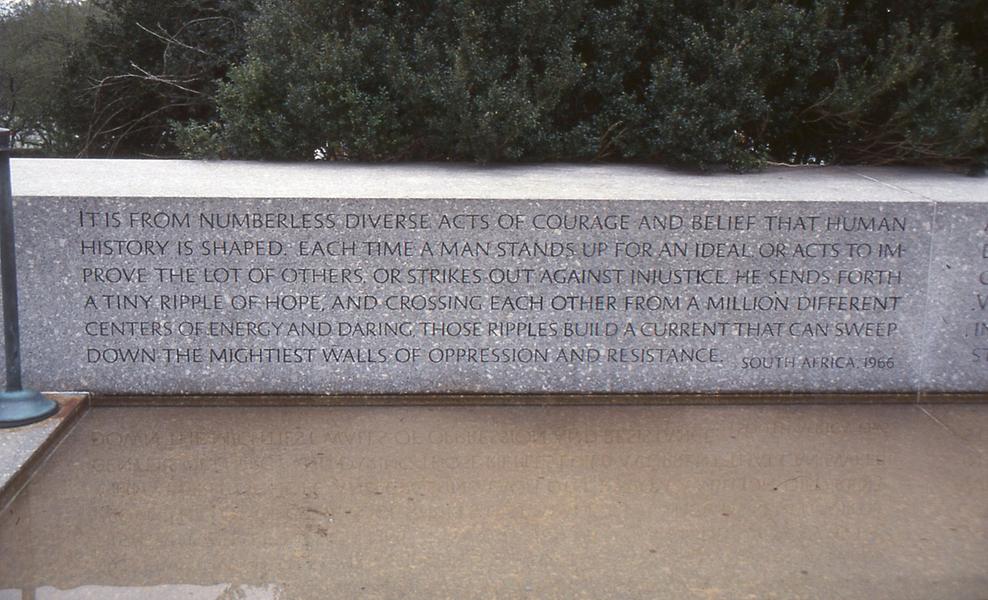 IT IS FROM NUMBERLESS DIVERSE ACTS OF COURAGE AND BELIEF THAT HUMAN
HISTORY IS SHAPED. EACH TIME A MAN STANDS UP FOR AN IDEAL, OR ACTS TO IM-
PROVE THE LOT OF OTHERS, OR STRIKES OUT AGAINST INJUSTICE, HE SENDS FORTH
A TINY RIPPLE OF HOPE, AND CROSSING EACH OTHER FROM A MILLION DIFFERENT
CENTERS OF ENERGY AND DARING, THOSE RIPPLES BUILD A CURRENT THAT CAN SWEEP
DOWN THE MIGHTIEST WALLS OF OPPRESSION AND RESISTANCE. SOUTH AFRICA, 1966